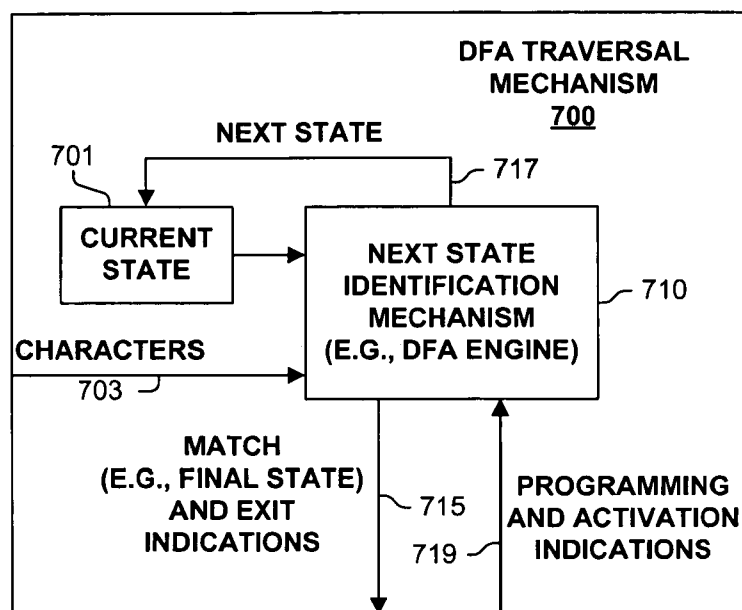 DFA TRAVERSAL
MECHANISM
700
NEXT STATE
701
717
CURRENT
STATE
NEXT STATE
IDENTIFICATION
MECHANISM
(E.G., DFA ENGINE)
710
CHARACTERS
703
MATCH
(E.G., FINAL STATE)
AND EXIT
INDICATIONS
715
719
PROGRAMMING
AND ACTIVATION
INDICATIONS